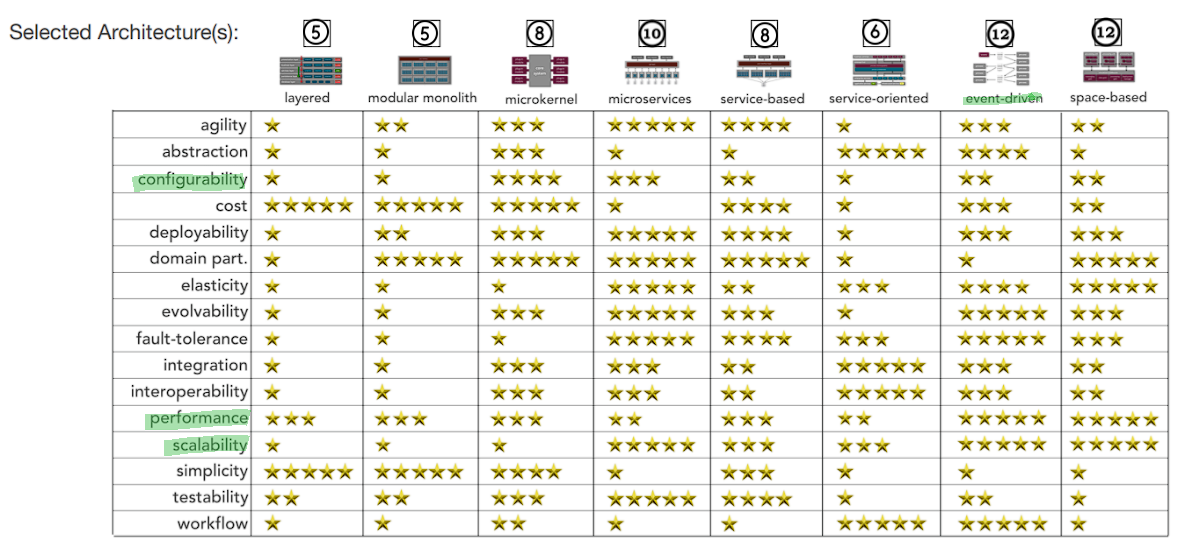 Selected Architecture(s):
5 5 8 10 8 6 12 12
layered modular monolith microkernel microservices service-based service-oriented event-driven space-based
agility
abstraction
configurability
cost
deployability
domain part.
elasticity
evolvability
fault-tolerance
integration
interoperability
performance
scalability
simplicity
testability
workflow